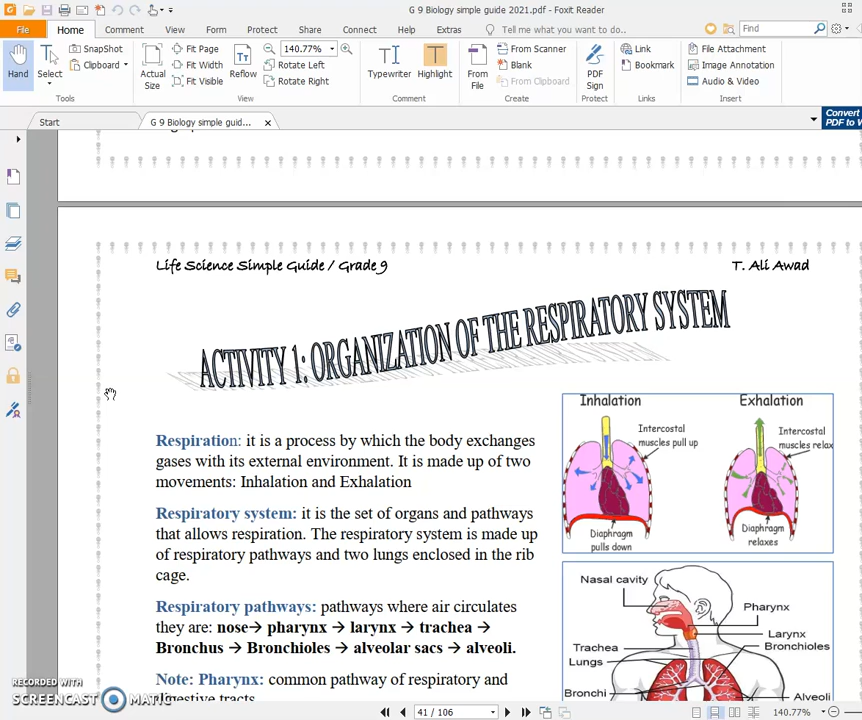 G 9 Biology simple guide 2021.pdf - Foxit Reader
File Home Comment View Form Protect Share Connect Help Extras Tell me what you want to do.. Find
Hand
Select
SnapShot
Clipboard
Actual Size
Fit Page
Fit Width
Fit Visible
Reflow
140.77%
Rotate Left
Rotate Right
Typewriter
Highlight
From File
From Scanner
Blank
From Clipboard
PDF Sign
Link
Bookmark
File Attachment
Image Annotation
Audio & Video
Tools View Comment Create Protect Links Insert
Start G 9 Biology simple guid...
Convert
PDF to W
Life Science Simple Guide / Grade 9 T. Ali Awad
ACTIVITY 1: ORGANIZATION OF THE RESPIRATORY SYSTEM
Respiration: it is a process by which the body exchanges
gases with its external environment. It is made up of two
movements: Inhalation and Exhalation
Respiratory system: it is the set of organs and pathways
that allows respiration. The respiratory system is made up
of respiratory pathways and two lungs enclosed in the rib
cage.
Respiratory pathways: pathways where air circulates
they are: nose→ pharynx → larynx → trachea →
Bronchus → Bronchioles → alveolar sacs → alveoli.
Note: Pharynx: common pathway of respiratory and
digestive tracts
Inhalation Exhalation
Intercostal
muscles pull up
Intercostal
muscles relax
Diaphragm
pulls down
Diaphragm
relaxes
Nasal cavity
Pharynx
Larynx
Trachea
Bronchioles
Lungs
Bronchi
Alveoli
RECORDED WITH
SCREENCAST MATIC
41 / 106
140.77%